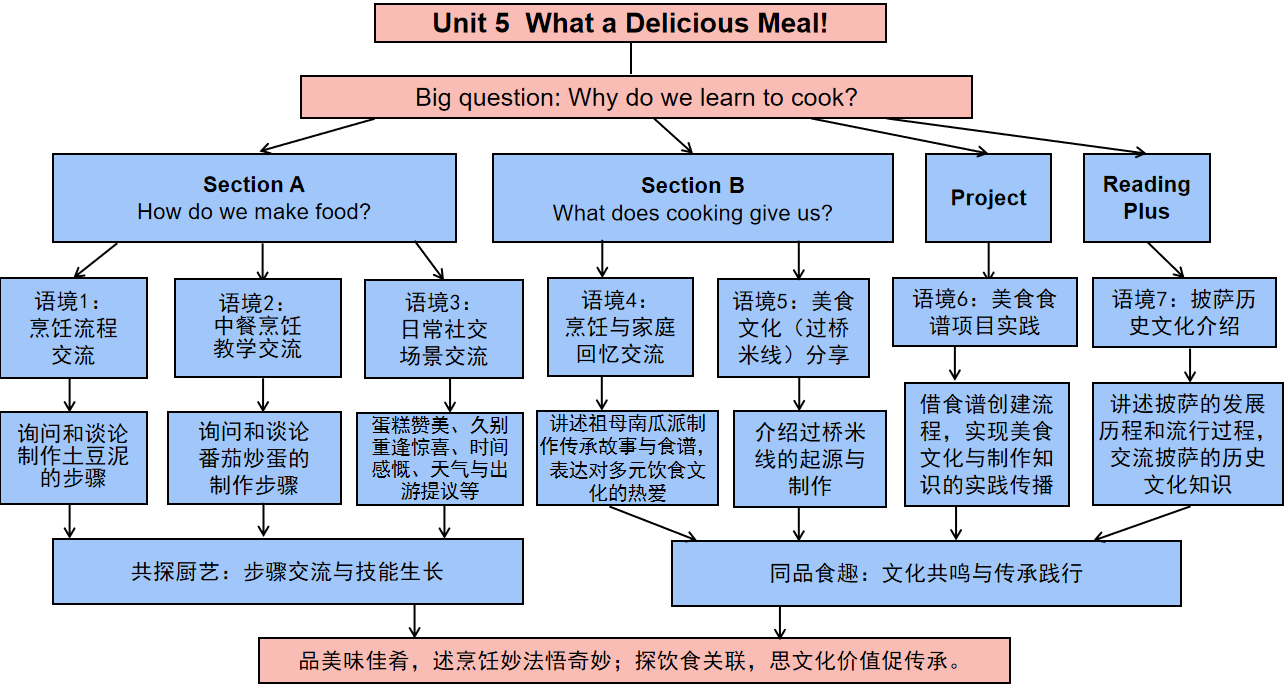 Unit 5  What a Delicious Meal!
Big question: Why do we learn to cook?
Section A
How do we make food?
Section B
What does cooking give us?
Project
Reading
Plus
语境1：
烹饪流程
交流
语境2：
中餐烹饪
教学交流
语境3：
日常社交
场景交流
语境4：
烹饪与家庭
回忆交流
语境5：美食
文化（过桥
米线）分享
语境6：美食食
谱项目实践
语境7：披萨历
史文化介绍
询问和谈论
制作土豆泥
的步骤
询问和谈论
番茄炒蛋的
制作步骤
蛋糕赞美、久别
重逢惊喜、时间
感慨、天气与出
游提议等
讲述祖母南瓜派制
作传承故事与食谱，
表达对多元饮食文
化的热爱
介绍过桥米
线的起源与
制作
借食谱创建流
程，实现美食
文化与制作知
识的实践传播
讲述披萨的发展
历程和流行过程，
交流披萨的历史
文化知识
共探厨艺：步骤交流与技能生长
同品食趣：文化共鸣与传承践行
品美味佳肴，述烹饪妙法悟奇妙；探饮食关联，思文化价值促传承。